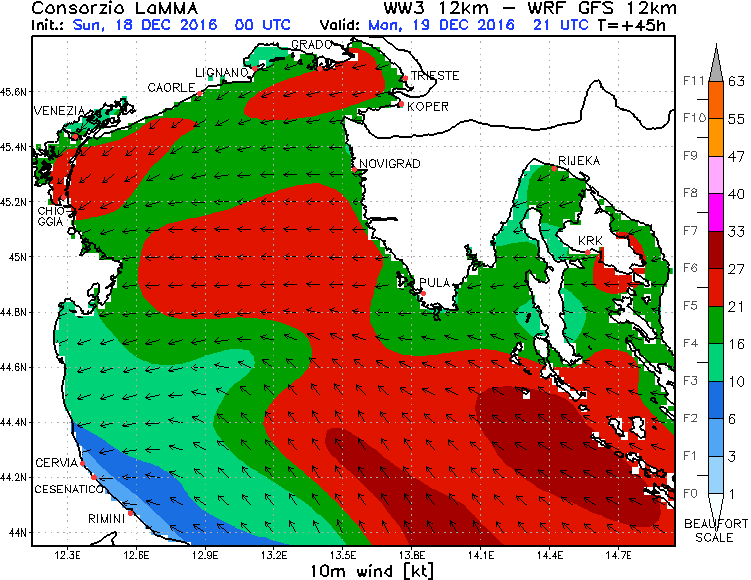 Consorzio LaMMA WW3 12km – WRF GFS 12km
Init.: Sun, 18 DEC 2016 00 UTC Valid: Mon, 19 DEC 2016 21 UTC T=+45h
GRADO
LIGNANO
TRIESTE
CAORLE
KOPER
VENEZIA
NOVIGRAD
RIJEKA
CHIO-
GGIA
KRK
PULA
CERVIA
CESENATICO
RIMINI
45.6N
45.4N
45.2N
45N
44.8N
44.6N
44.4N
44.2N
44N
12.3E 12.6E 12.9E 13.2E 13.5E 13.8E 14.1E 14.4E 14.7E
10m wind [kt]
F11 63
F10 55
F9 47
F8 40
F7 33
F6 27
F5 21
F4 16
F3 10
F2 6
F1 3
F0 1
BEAUFORT
SCALE